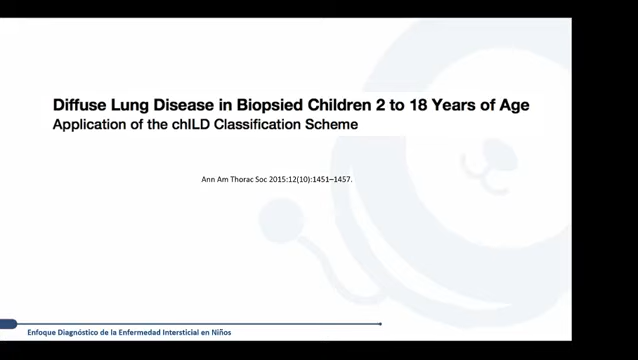 Diffuse Lung Disease in Biopsied Children 2 to 18 Years of Age
Application of the chILD Classification Scheme
Ann Am Thorac Soc 2015;12(10):1451–1457.
Enfoque Diagnóstico de la Enfermedad Intersticial en Niños